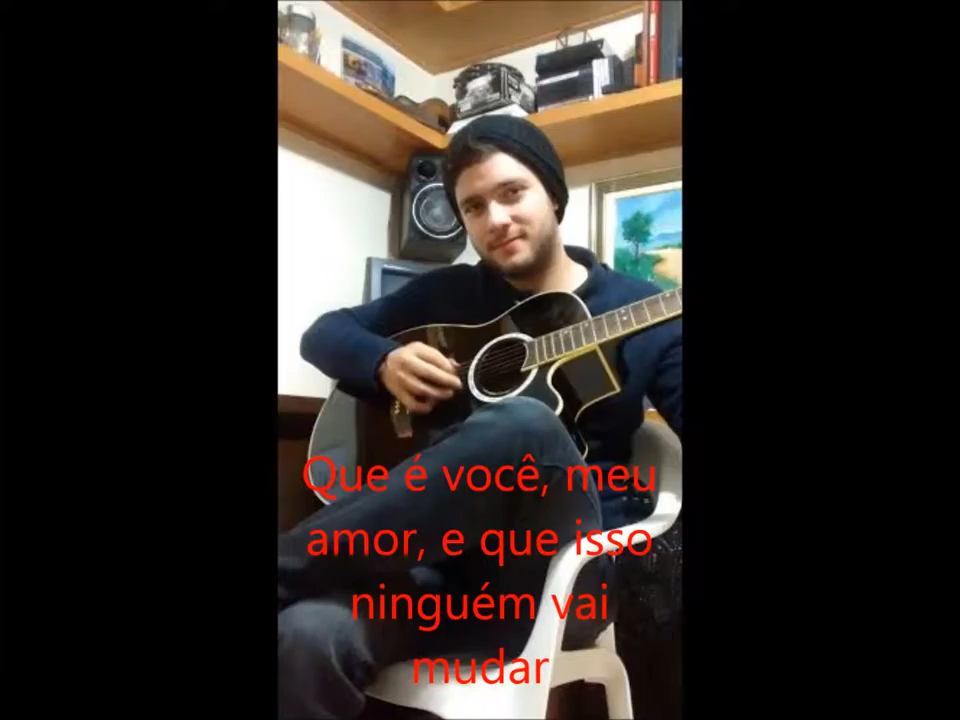 Que é você, meu
amor, e que isso
ninguém vai
mudar